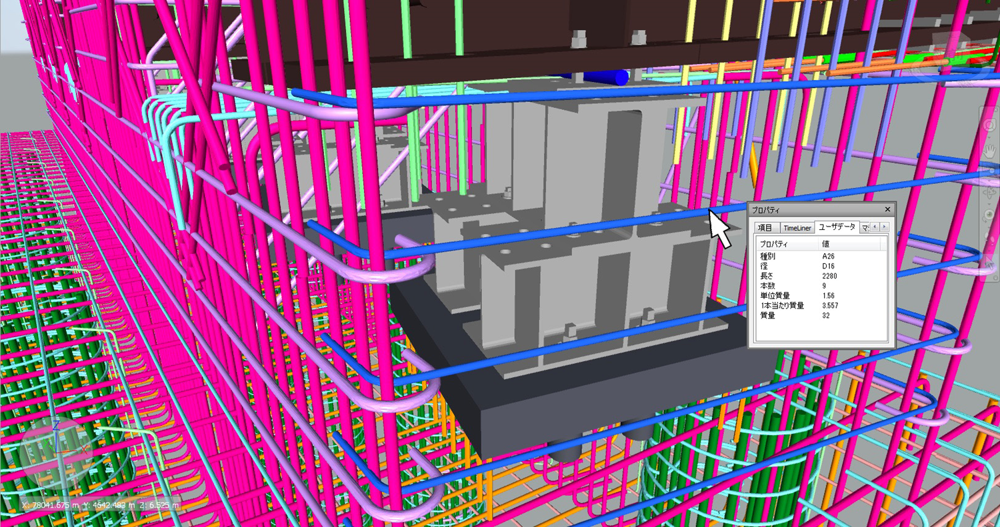 プロパティ
項目 TimeLiner ユーザデータ
プロパティ 値
種別 A26
径 D16
長さ 2280
本数 9
単位質量 1.56
1本当たり質量 3.557
質量 32
Z
X
X: 78041.675 m Y: 4642.483 m Z: 6.525 m